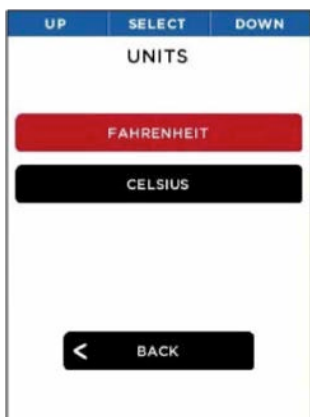 UP SELECT DOWN
UNITS
FAHRENHEIT
CELSIUS
< BACK